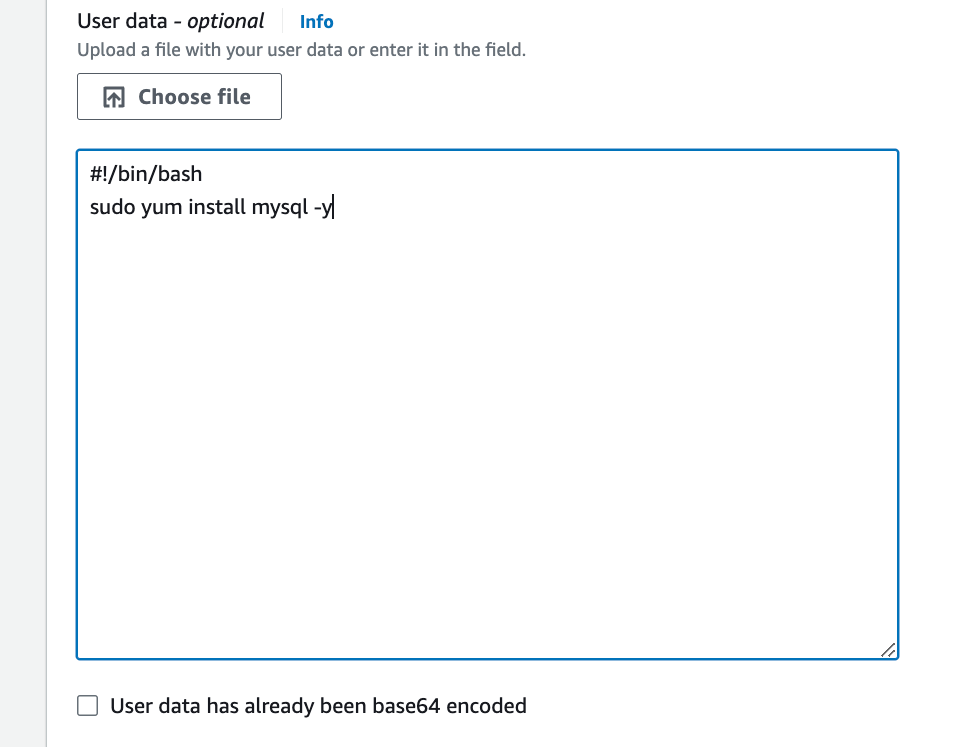 User data - optional Info
Upload a file with your user data or enter it in the field.
Choose file
#!/bin/bash
sudo yum install mysql -y
User data has already been base64 encoded